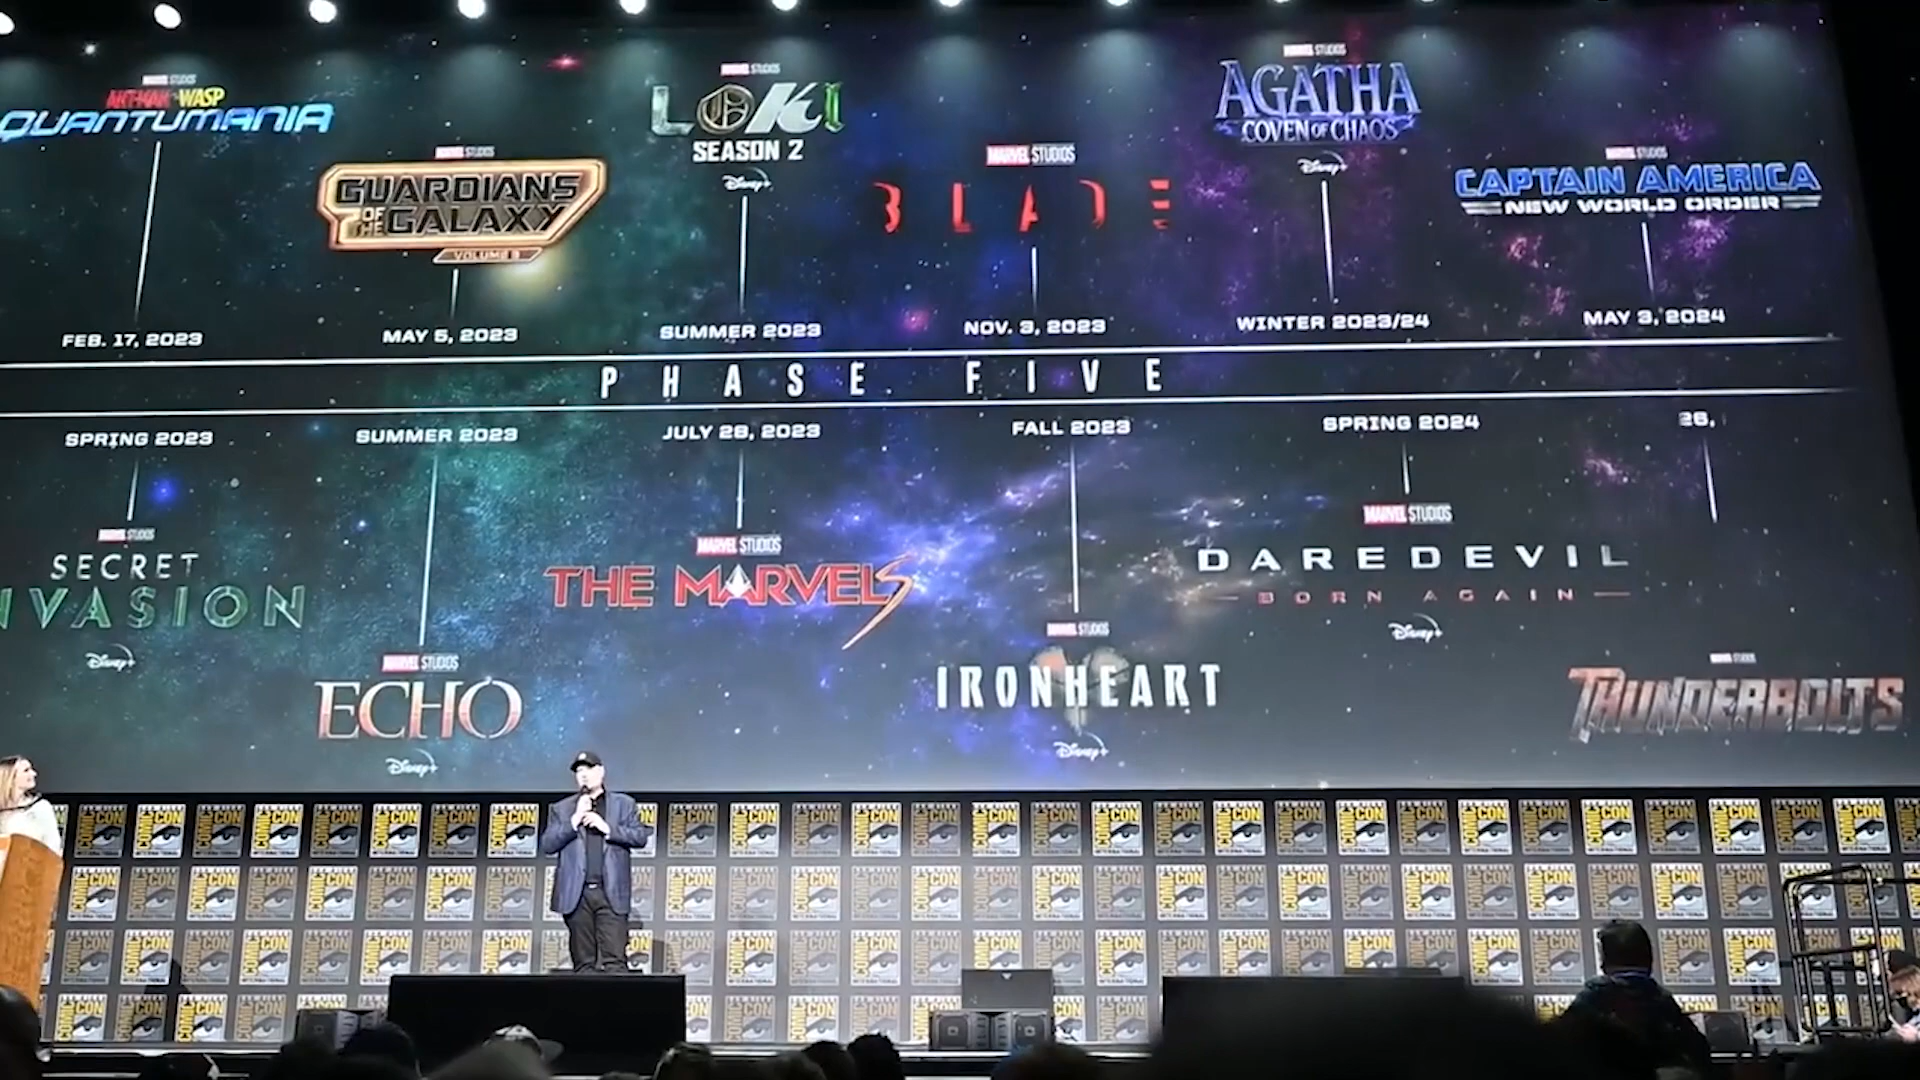 MARVEL STUDIOS
ANT-MAN AND THE WASP
QUANTUMANIA
FEB. 17, 2023
MARVEL STUDIOS
GUARDIANS
OF THE GALAXY
VOLUME 3
MAY 5, 2023
MARVEL STUDIOS
LOKI
SEASON 2
Disney+
SUMMER 2023
MARVEL STUDIOS
BLADE
NOV. 3, 2023
MARVEL STUDIOS
AGATHA
COVEN OF CHAOS
Disney+
WINTER 2023/24
MARVEL STUDIOS
CAPTAIN AMERICA
NEW WORLD ORDER
MAY 3, 2024
PHASE FIVE
SPRING 2023
MARVEL STUDIOS
SECRET
NVASION
Disney+
SUMMER 2023
MARVEL STUDIOS
ECHO
Disney+
JULY 28, 2023
MARVEL STUDIOS
THE MARVELS
FALL 2023
MARVEL STUDIOS
IRONHEART
Disney+
SPRING 2024
MARVEL STUDIOS
DAREDEVIL
BORN AGAIN
Disney+
26,
MARVEL STUDIOS
THUNDERBOLTS
COMIC CON
INTERNATIONAL